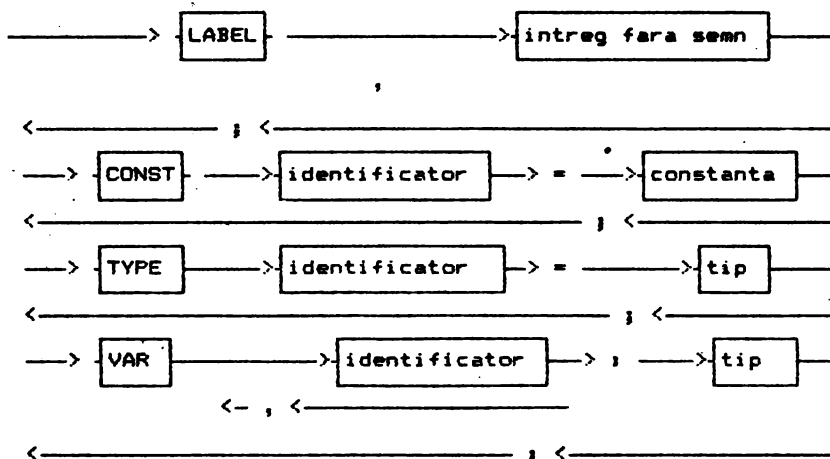 > LABEL > intreg fara semn
,
< ; <
> CONST > identificator > = > constanta
< ; <
> TYPE > identificator > = > tip
< ; <
> VAR > identificator > : > tip
<- , <
< ; <